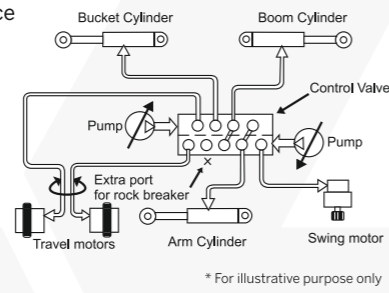 ce
Bucket Cylinder
Boom Cylinder
Control Valve
Pump
Pump
Extra port
for rock breaker
Travel motors
Arm Cylinder
Swing motor
* For illustrative purpose only